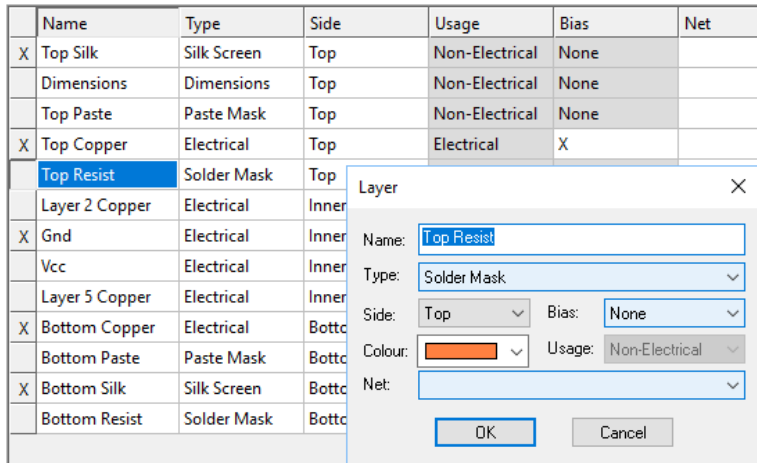 Name Type Side Usage Bias Net
X Top Silk Silk Screen Top Non-Electrical None
Dimensions Dimensions Top Non-Electrical None
Top Paste Paste Mask Top Non-Electrical None
X Top Copper Electrical Top Electrical X
Top Resist Solder Mask Top
Layer 2 Copper Electrical Inner
X Gnd Electrical Inner
Vcc Electrical Inner
Layer 5 Copper Electrical Inner
X Bottom Copper Electrical Botto
Bottom Paste Paste Mask Botto
X Bottom Silk Silk Screen Botto
Bottom Resist Solder Mask Botto
Layer
Name: Top Resist
Type: Solder Mask
Side: Top Bias: None
Colour: Usage: Non-Electrical
Net:
OK Cancel